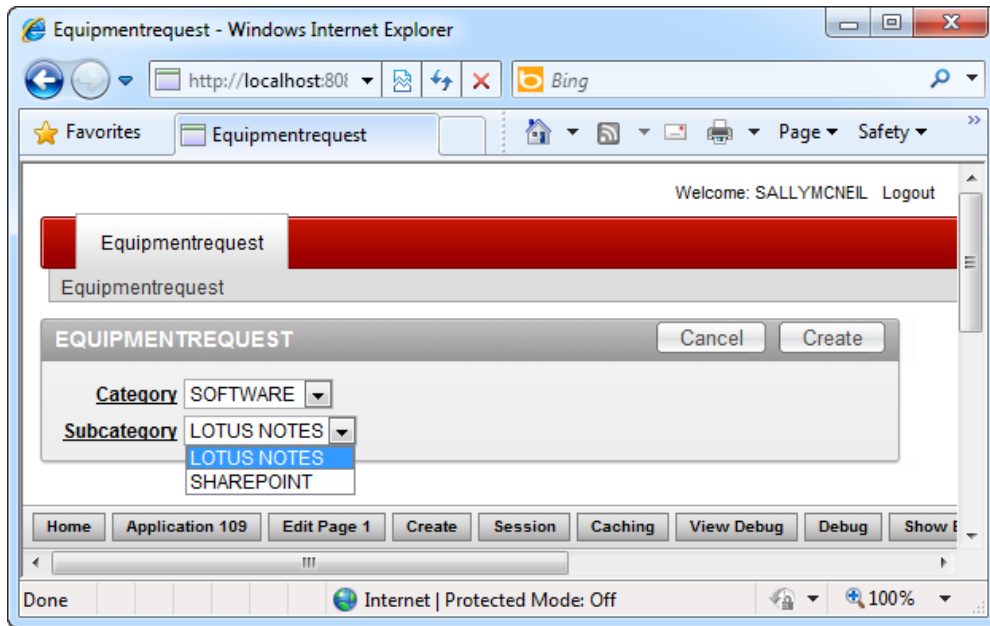 Equipmentrequest - Windows Internet Explorer
http://localhost:808 Bing
Favorites Equipmentrequest Page Safety »
Welcome: SALLYMCNEIL Logout
Equipmentrequest
Equipmentrequest
EQUIPMENTREQUEST Cancel Create
Category SOFTWARE
Subcategory LOTUS NOTES
LOTUS NOTES
SHAREPOINT
Home Application 109 Edit Page 1 Create Session Caching View Debug Debug Show
Done Internet | Protected Mode: Off 100%